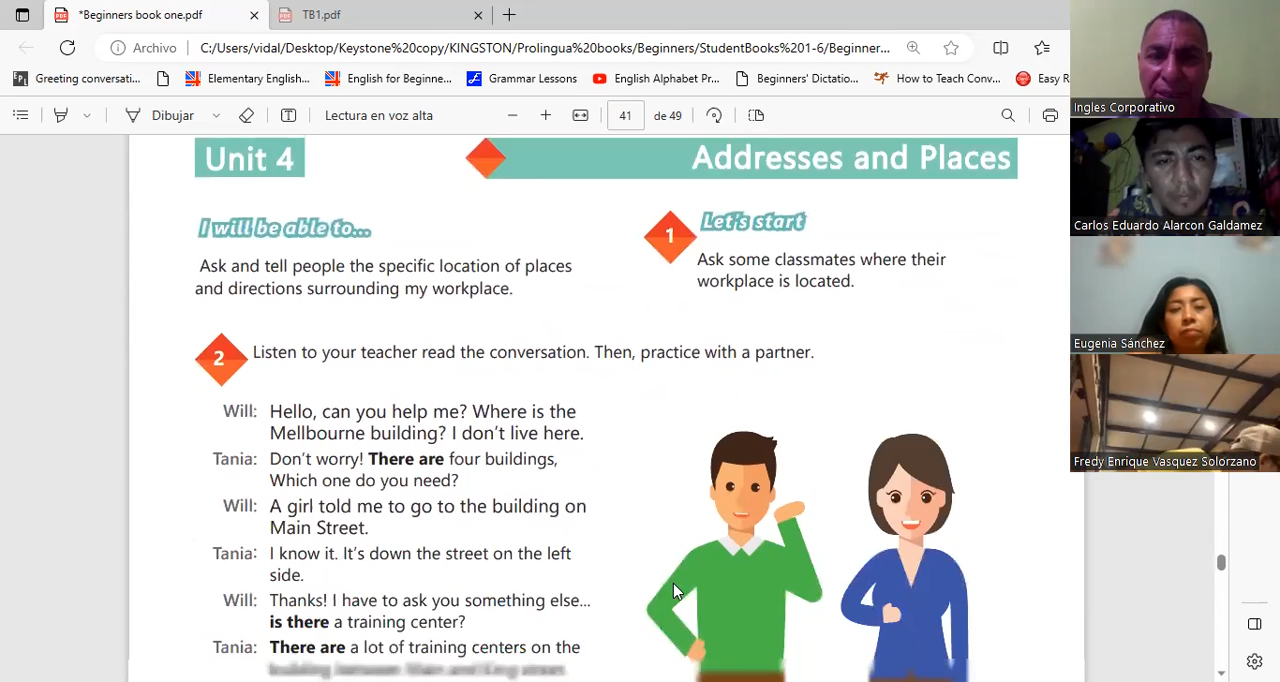 *Beginners book one.pdf
TB1.pdf
Archivo
C:/Users/vidal/Desktop/Keystone%20copy/KINGSTON/Prolingua%20books/Beginners/StudentBooks%201-6/Beginner...
Greeting conversati...
Elementary English...
English for Beginne...
Grammar Lessons
English Alphabet Pr...
Beginners' Dictatio...
How to Teach Conv...
Easy R
Dibujar
Lectura en voz alta
41
de 49
Unit 4
Addresses and Places
I will be able to...
Ask and tell people the specific location of places
and directions surrounding my workplace.
1
Let's start
Ask some classmates where their
workplace is located.
2
Listen to your teacher read the conversation. Then, practice with a partner.
Will: Hello, can you help me? Where is the
Mellbourne building? I don't live here.
Tania: Don't worry! There are four buildings,
Which one do you need?
Will: A girl told me to go to the building on
Main Street.
Tania: I know it. It's down the street on the left
side.
Will: Thanks! I have to ask you something else...
is there a training center?
Tania: There are a lot of training centers on the
building between Main and King street.
Ingles Corporativo
Carlos Eduardo Alarcon Galdamez
Eugenia Sánchez
Fredy Enrique Vasquez Solorzano